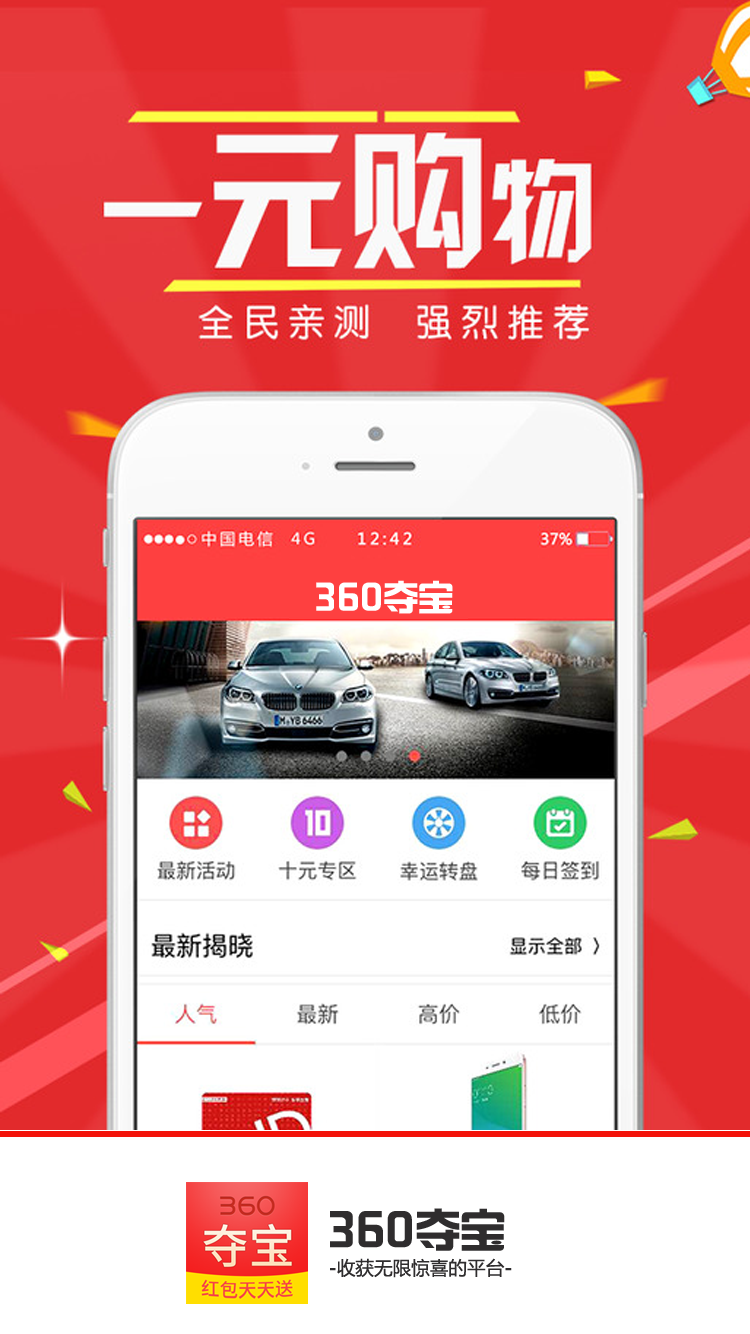 一元购物
全民亲测 强烈推荐
中国电信 4G 12:42 37%
360夺宝
M·YB 6466
最新活动 十元专区 幸运转盘 每日签到
最新揭晓 显示全部
人气 最新 高价 低价
360
夺宝
红包天天送
360夺宝
-收获无限惊喜的平台-